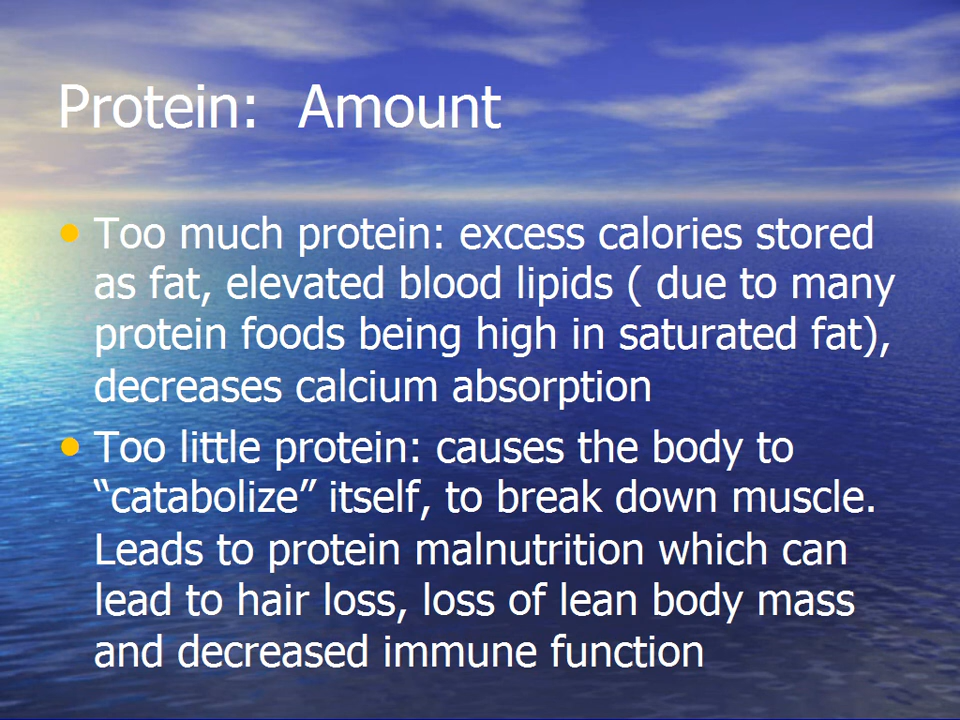 Protein:  Amount
• Too much protein: excess calories stored
as fat, elevated blood lipids ( due to many
protein foods being high in saturated fat),
decreases calcium absorption
• Too little protein: causes the body to
“catabolize” itself, to break down muscle.
Leads to protein malnutrition which can
lead to hair loss, loss of lean body mass
and decreased immune function